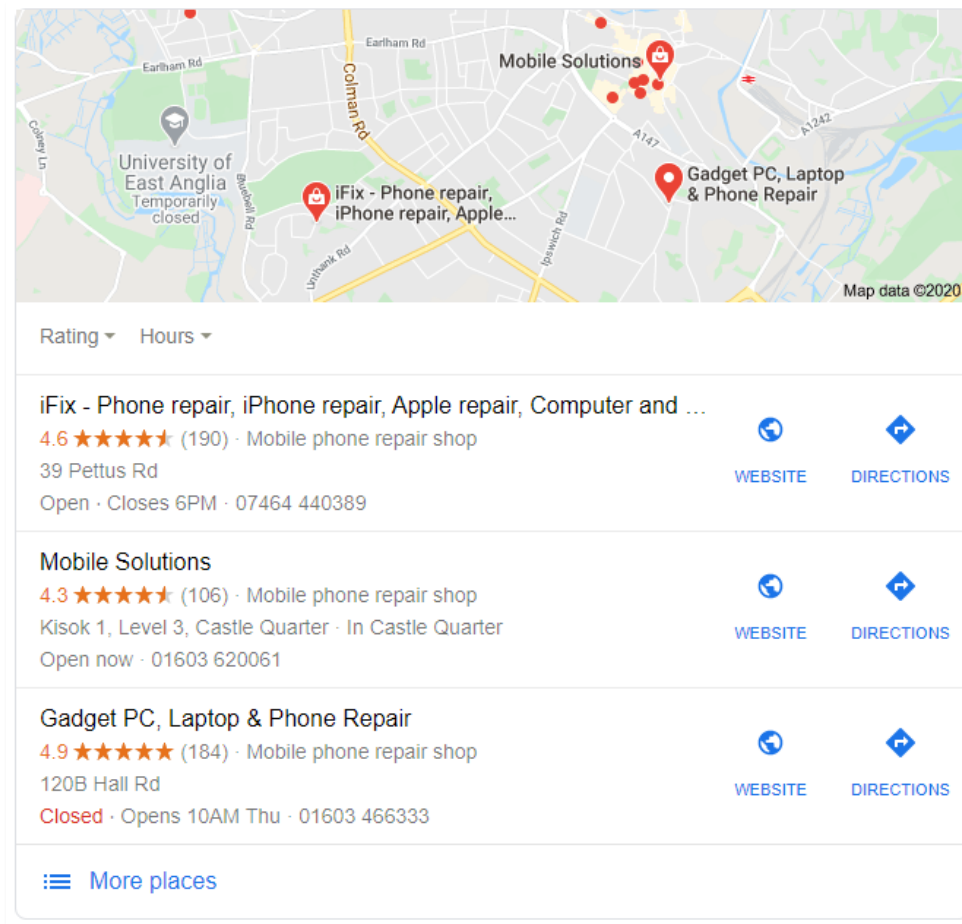 Earlham Rd
Earlham Rd
Colman Rd
Mobile Solutions
Colney Ln
University of
East Anglia
Temporarily
closed
Bluebell Rd
A147
A1242
Gadget PC, Laptop
& Phone Repair
iFix - Phone repair,
iPhone repair, Apple...
Unthank Rd
Ipswich Rd
Map data ©2020
Rating Hours
iFix - Phone repair, iPhone repair, Apple repair, Computer and ...
4.6 (190) · Mobile phone repair shop
39 Pettus Rd
Open · Closes 6PM · 07464 440389
WEBSITE DIRECTIONS
Mobile Solutions
4.3 (106) · Mobile phone repair shop
Kisok 1, Level 3, Castle Quarter · In Castle Quarter
Open now · 01603 620061
WEBSITE DIRECTIONS
Gadget PC, Laptop & Phone Repair
4.9 (184) · Mobile phone repair shop
120B Hall Rd
Closed · Opens 10AM Thu · 01603 466333
WEBSITE DIRECTIONS
More places